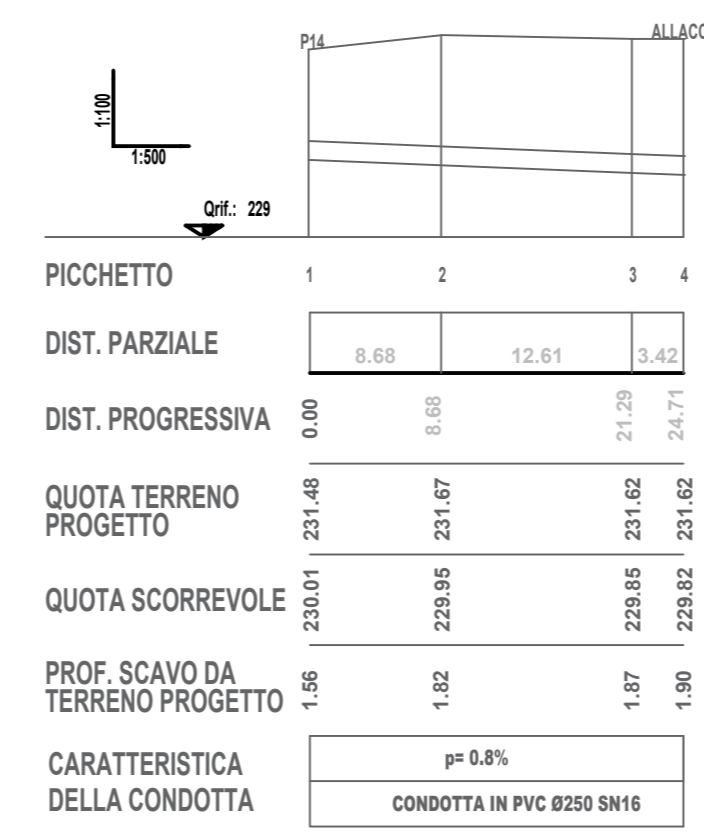 P14 ALLACC
1:100
1:500
Qrif.: 229
PICCHETTO 1 2 3 4
DIST. PARZIALE 8.68 12.61 3.42
DIST. PROGRESSIVA 0.00 8.68 21.29 24.71
QUOTA TERRENO
PROGETTO 231.48 231.67 231.62 231.62
QUOTA SCORREVOLE 230.01 229.95 229.85 229.82
PROF. SCAVO DA
TERRENO PROGETTO 1.56 1.82 1.87 1.90
CARATTERISTICA p= 0.8%
DELLA CONDOTTA CONDOTTA IN PVC Ø250 SN16